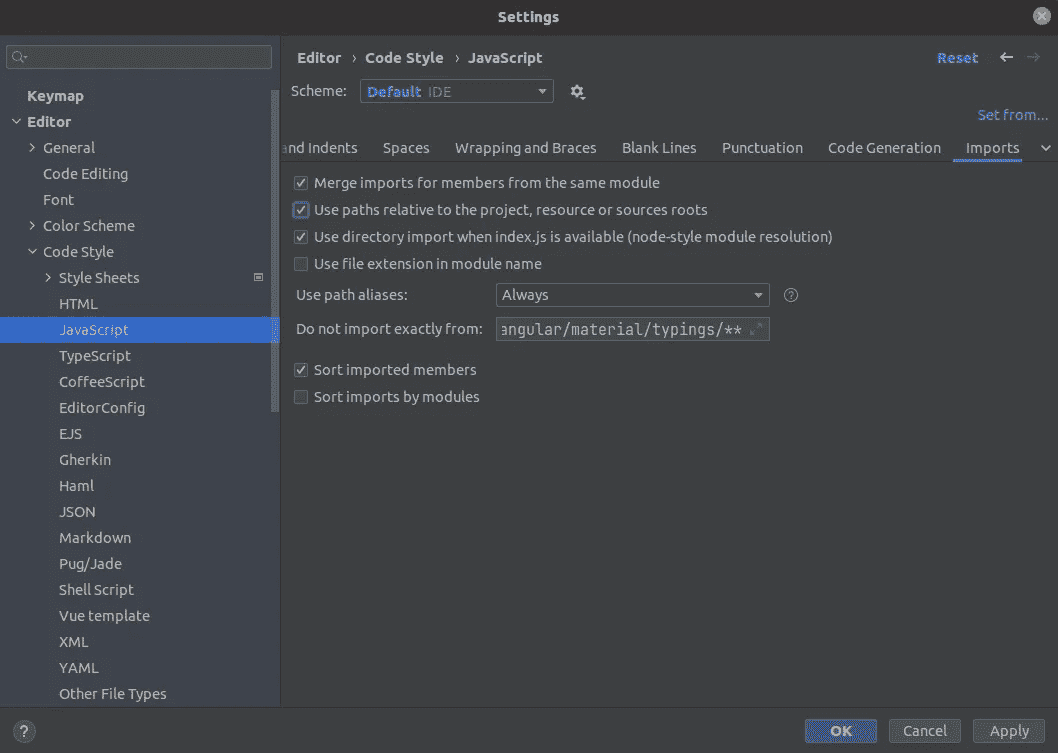 Settings
Keymap
Editor
General
Code Editing
Font
Color Scheme
Code Style
Style Sheets
HTML
JavaScript
TypeScript
CoffeeScript
EditorConfig
EJS
Gherkin
Haml
JSON
Markdown
Pug/Jade
Shell Script
Vue template
XML
YAML
Other File Types
Editor › Code Style › JavaScript
Reset
Scheme: Default IDE
Set from...
and Indents Spaces Wrapping and Braces Blank Lines Punctuation Code Generation Imports
Merge imports for members from the same module
Use paths relative to the project, resource or sources roots
Use directory import when index.js is available (node-style module resolution)
Use file extension in module name
Use path aliases: Always ?
Do not import exactly from: angular/material/typings/**
Sort imported members
Sort imports by modules
? OK Cancel Apply